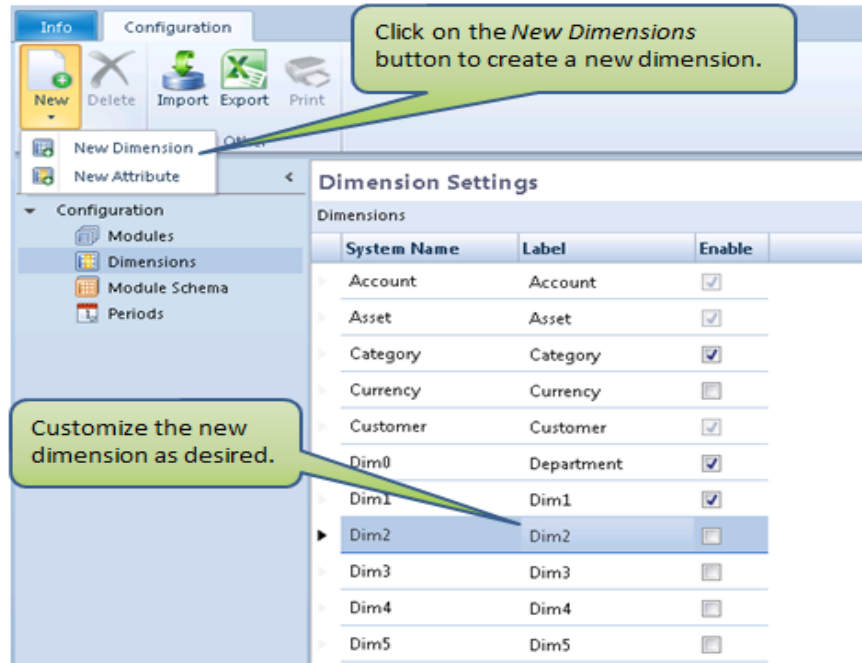 Info Configuration
Click on the New Dimensions
button to create a new dimension.
New Delete Import Export Print
New Dimension
New Attribute
Configuration
Modules
Dimensions
Module Schema
Periods
Dimension Settings
Dimensions
System Name Label Enable
Account Account
Asset Asset
Category Category
Currency Currency
Customer Customer
Dim0 Department
Dim1 Dim1
Dim2 Dim2
Dim3 Dim3
Dim4 Dim4
Dim5 Dim5
Customize the new
dimension as desired.